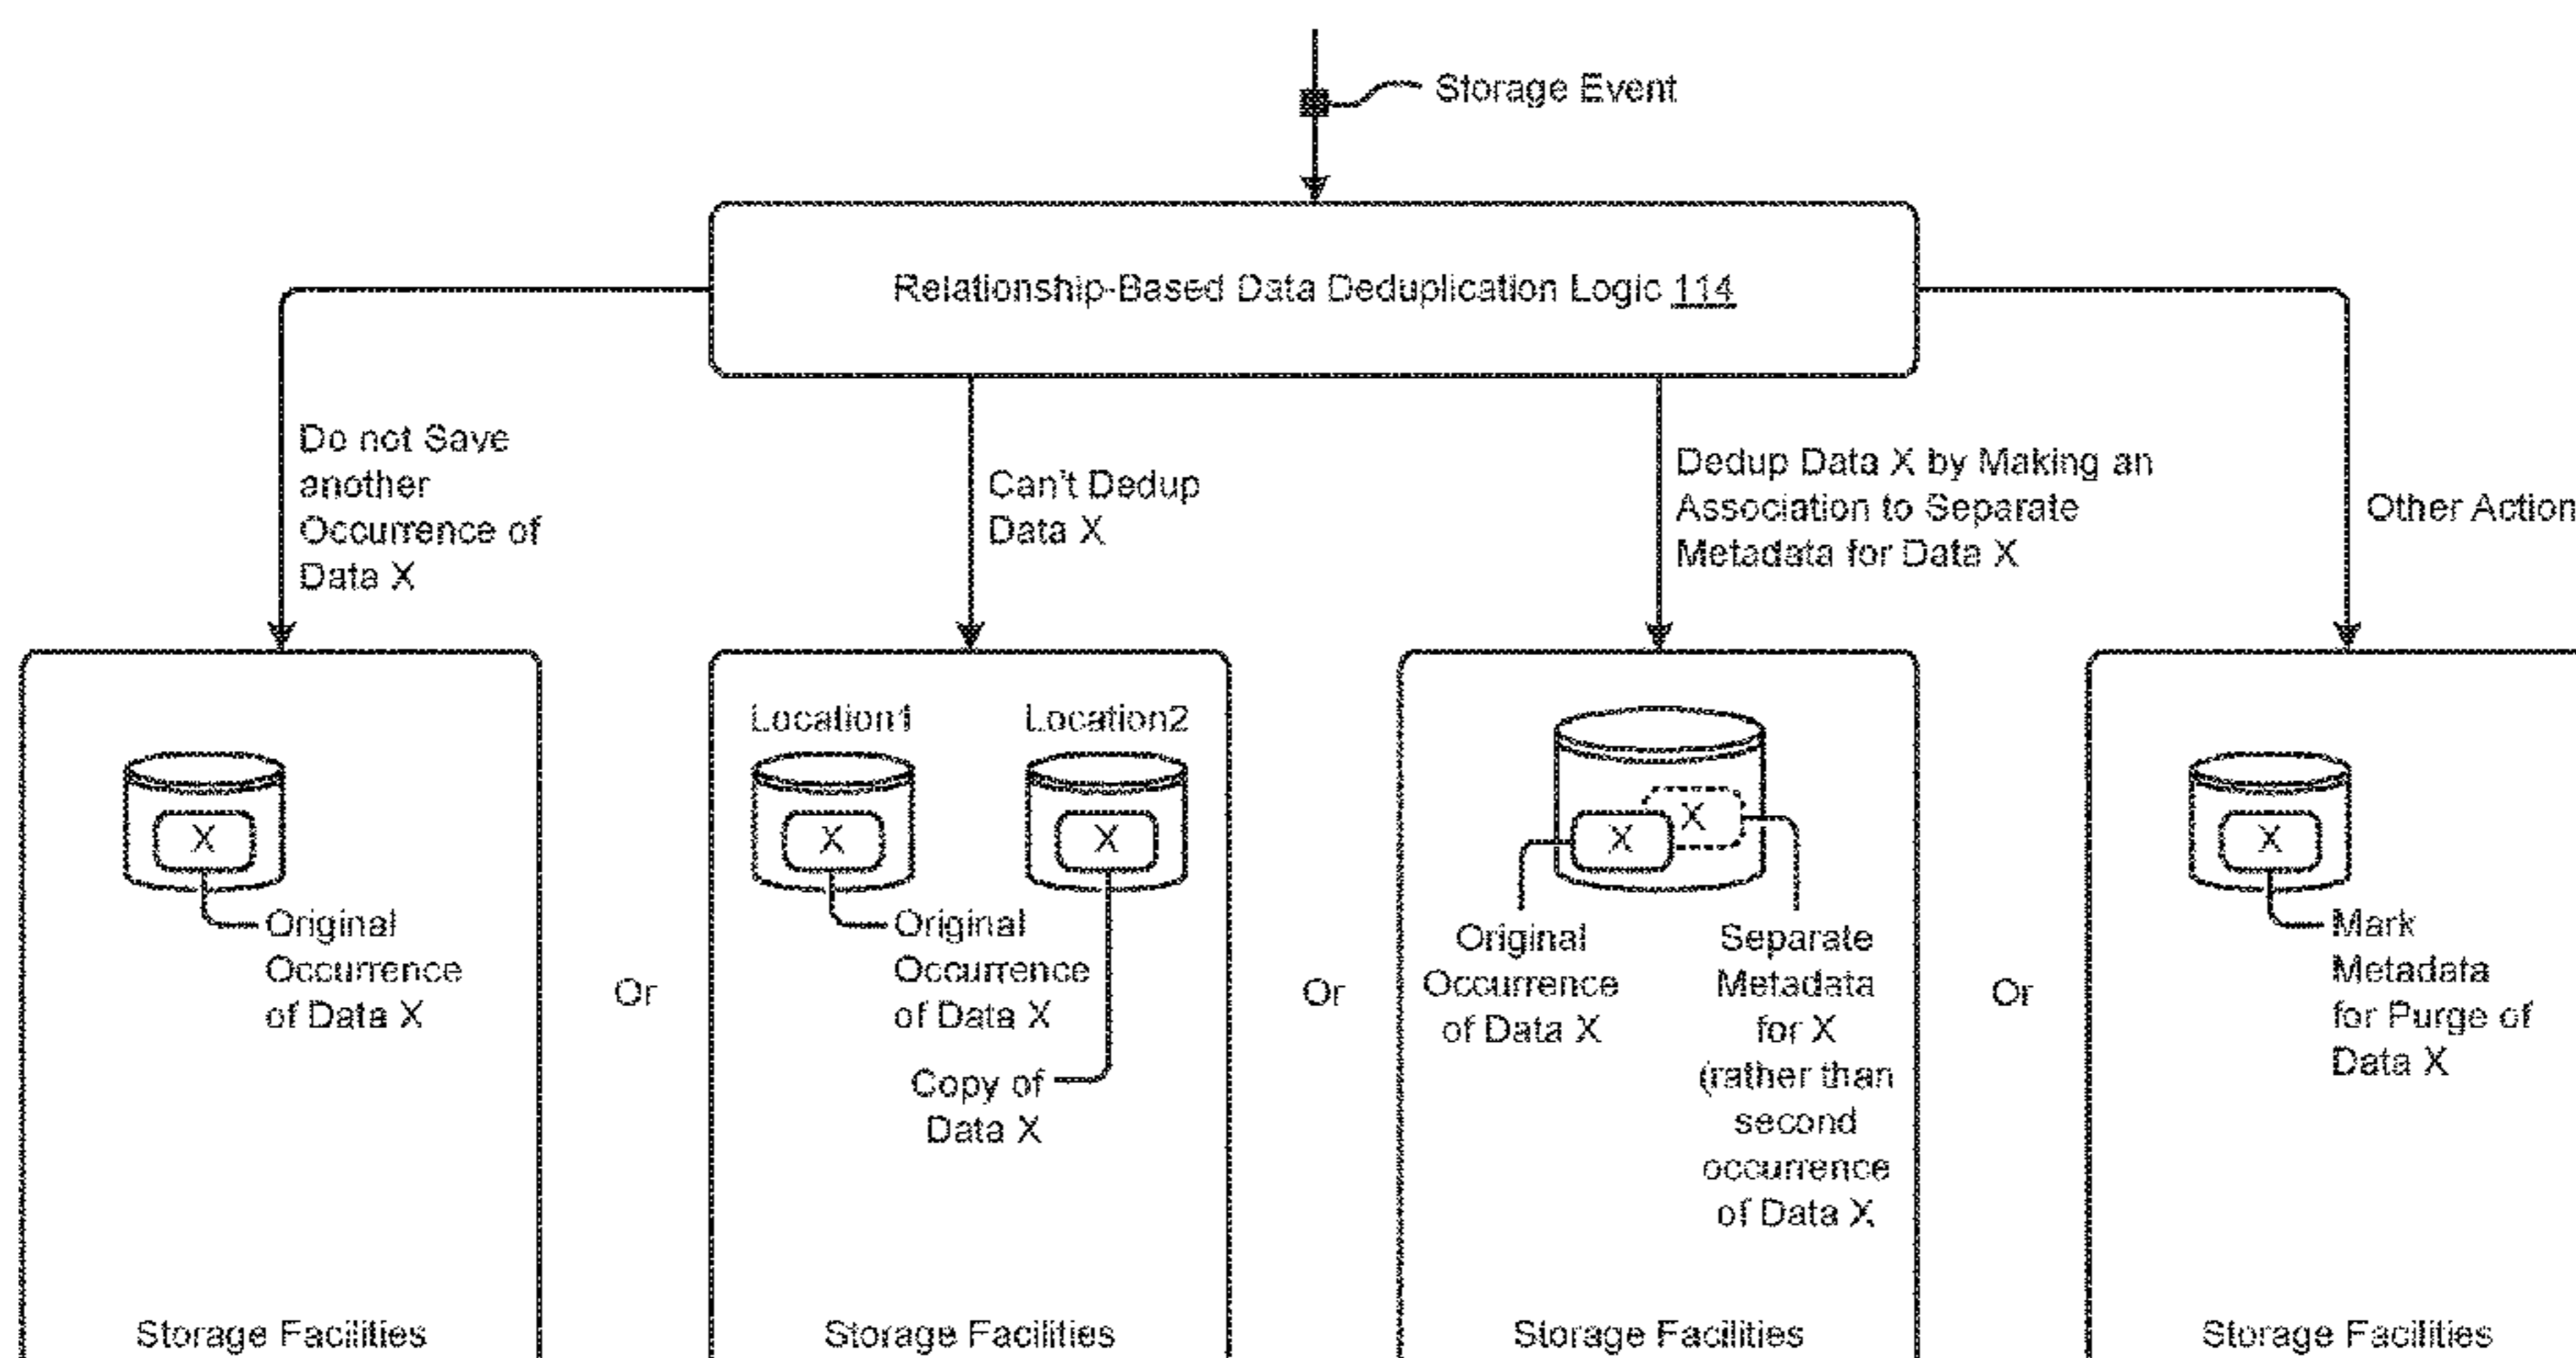 Storage Event
Relationship-Based Data Deduplication Logic 114
Do not Save
another
Occurrence of
Data X
Can't Dedup
Data X
Dedup Data X by Making an
Association to Separate
Metadata for Data X
Other Action
X
Original
Occurrence
of Data X
Storage Facilities
Or
Location1
Location2
X
X
Original
Occurrence
of Data X
Copy of
Data X
Storage Facilities
Or
X
X
Original
Occurrence
of Data X
Separate
Metadata
for X
(rather than
second
occurrence
of Data X
Storage Facilities
Or
X
Mark
Metadata
for Purge of
Data X
Storage Facilities